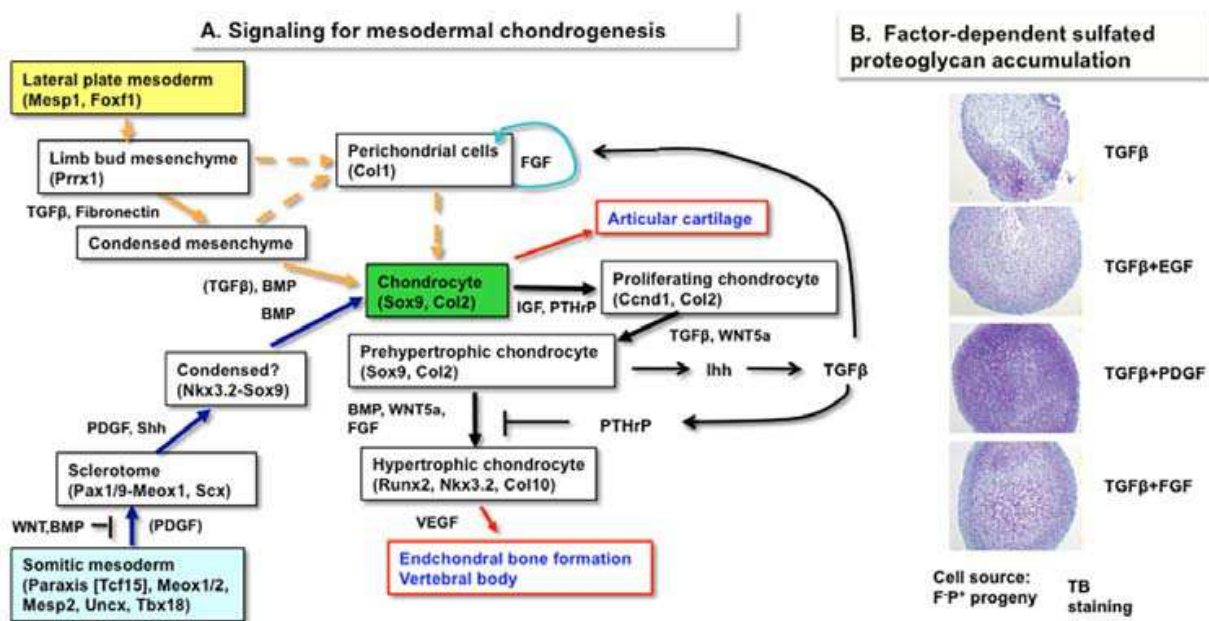 A. Signaling for mesodermal chondrogenesis
Lateral plate mesoderm
(Mesp1, Foxf1)
Limb bud mesenchyme
(Prrx1)
TGFβ, Fibronectin
Condensed mesenchyme
Perichondrial cells
(Col1)
FGF
Articular cartilage
(TGFβ), BMP
BMP
Chondrocyte
(Sox9, Col2)
IGF, PTHrP
Proliferating chondrocyte
(Ccnd1, Col2)
TGFβ, WNT5a
Prehypertrophic chondrocyte
(Sox9, Col2)
Ihh
TGFβ
Condensed?
(Nkx3.2-Sox9)
BMP, WNT5a,
FGF
PTHrP
PDGF, Shh
Hypertrophic chondrocyte
(Runx2, Nkx3.2, Col10)
Sclerotome
(Pax1/9-Meox1, Scx)
WNT,BMP
(PDGF)
VEGF
Endchondral bone formation
Vertebral body
Somitic mesoderm
(Paraxis [Tcf15], Meox1/2,
Mesp2, Uncx, Tbx18)
B. Factor-dependent sulfated
proteoglycan accumulation
TGFβ
TGFβ+EGF
TGFβ+PDGF
TGFβ+FGF
Cell source:
F-P+ progeny
TB
staining